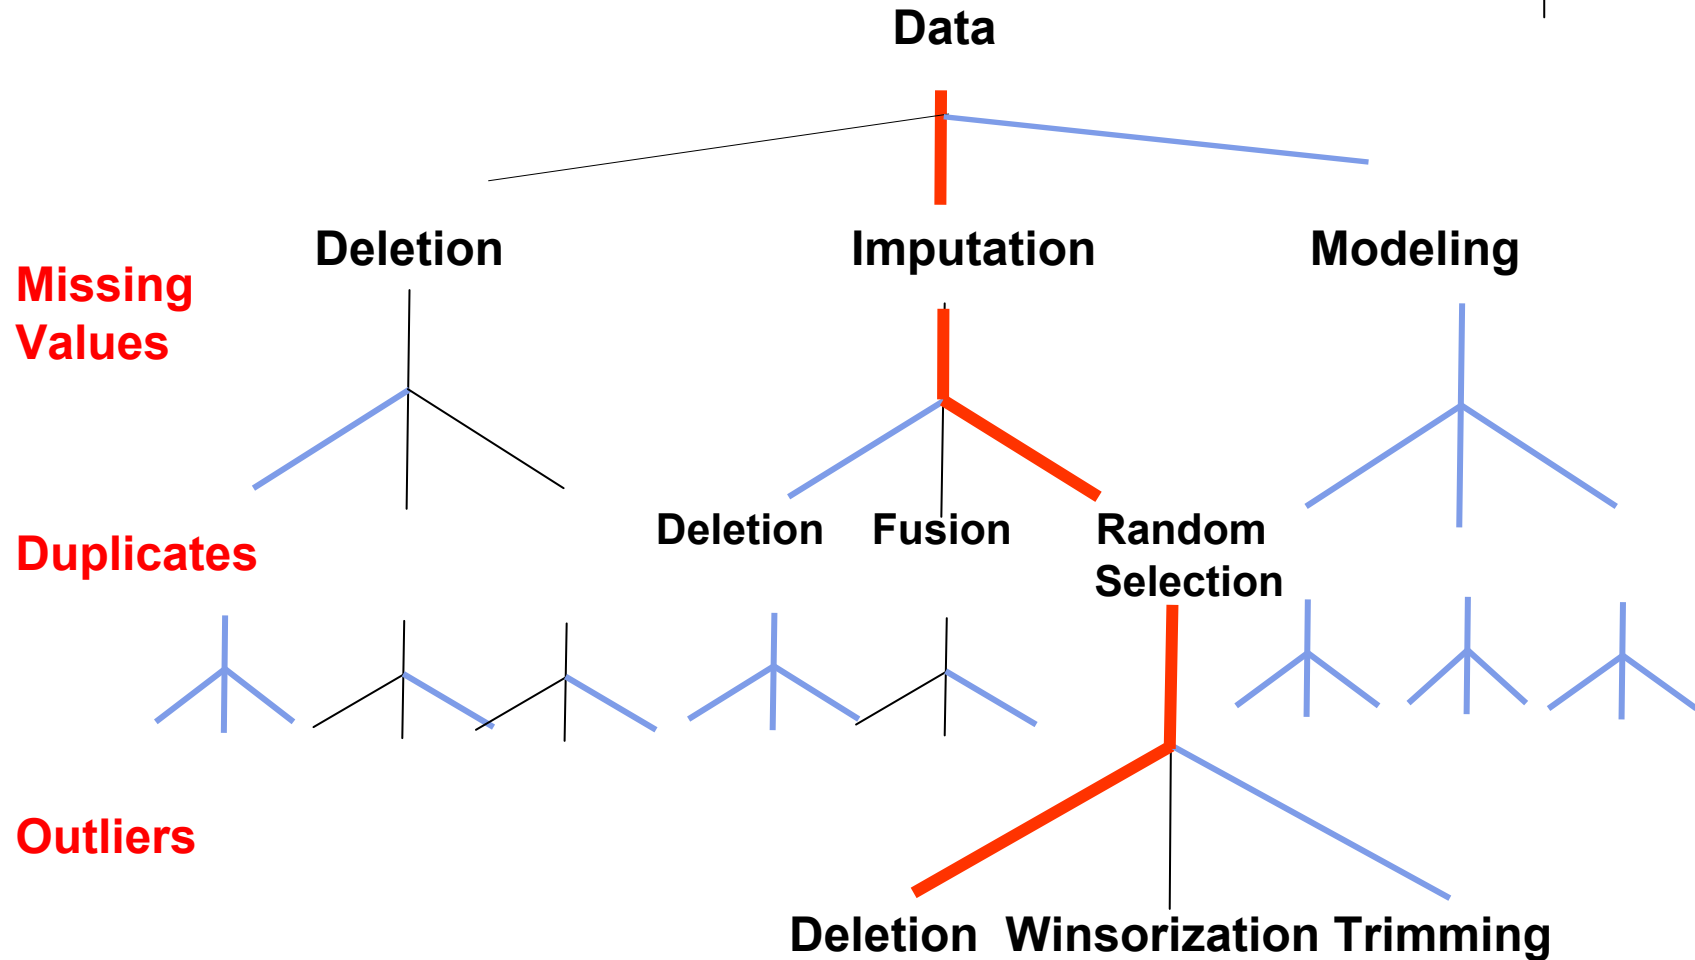 Data
Deletion Imputation Modeling
Missing
Values
Deletion Fusion Random
Selection
Duplicates
Outliers
Deletion Winsorization Trimming